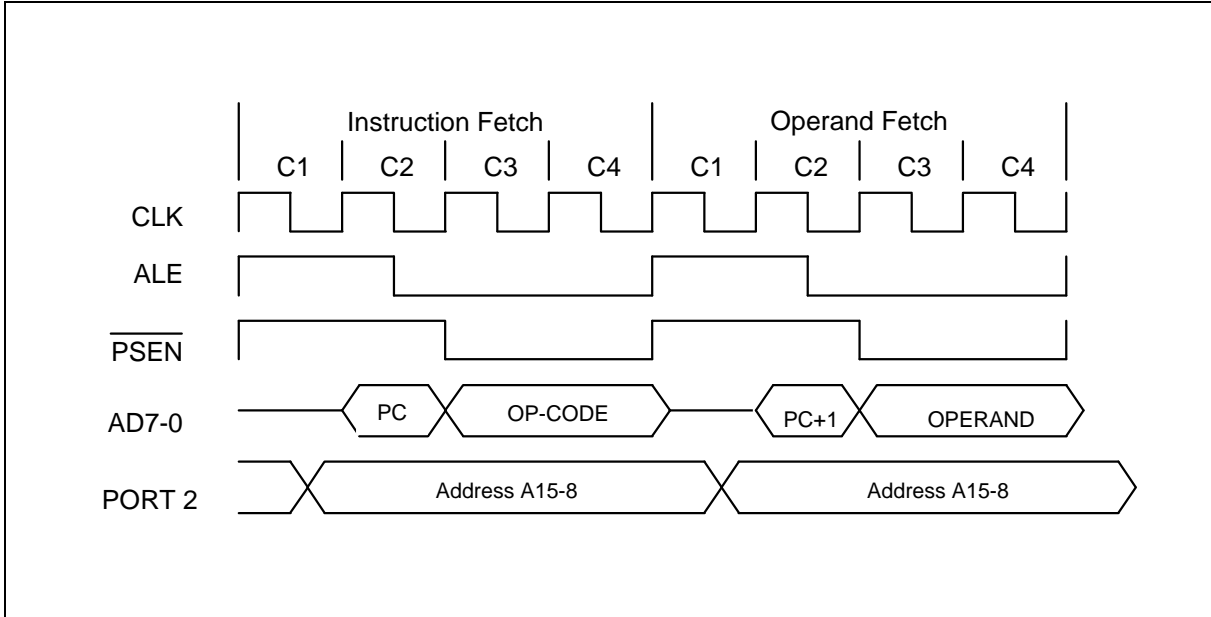 Instruction Fetch Operand Fetch
C1 C2 C3 C4 C1 C2 C3 C4
CLK
ALE
PSEN
AD7-0 PC OP-CODE PC+1 OPERAND
PORT 2 Address A15-8 Address A15-8